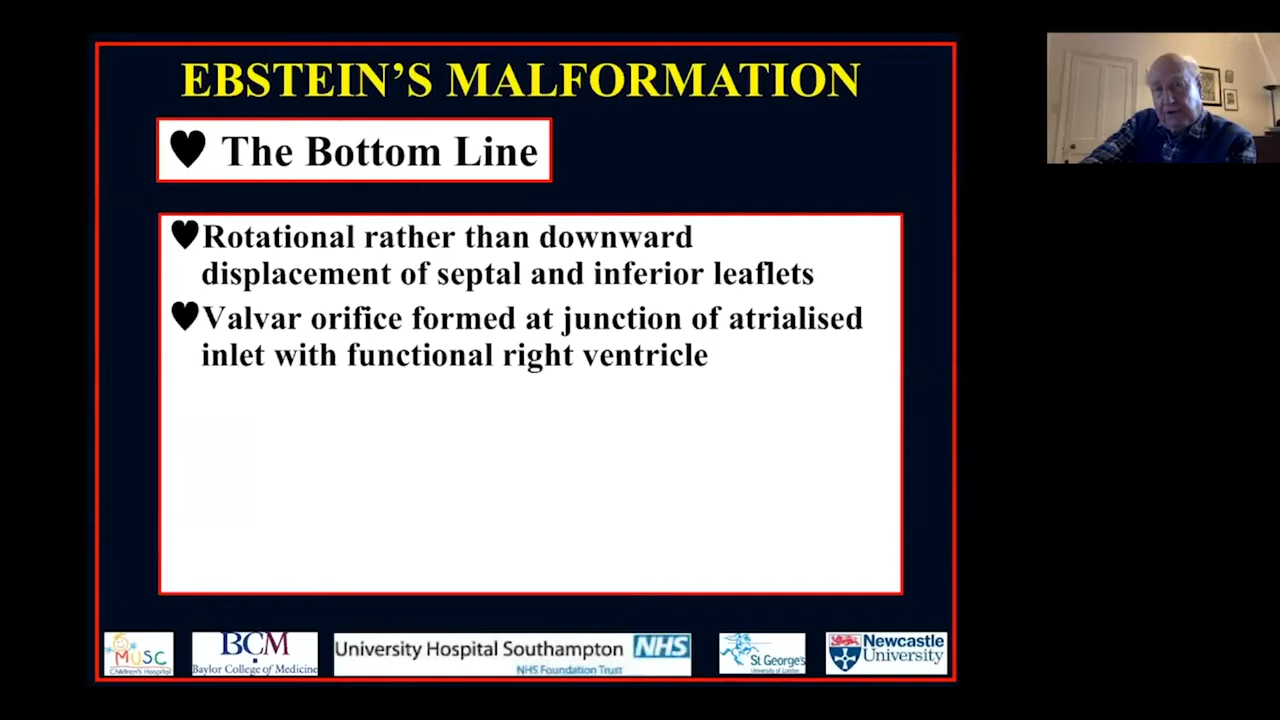 EBSTEIN'S MALFORMATION
♥ The Bottom Line
♥Rotational rather than downward
displacement of septal and inferior leaflets
♥Valvar orifice formed at junction of atrialised
inlet with functional right ventricle
MUSC
Children's Hospital
BCM
Baylor College of Medicine
University Hospital Southampton NHS
NHS Foundation Trust
St George's
University of London
Newcastle
University